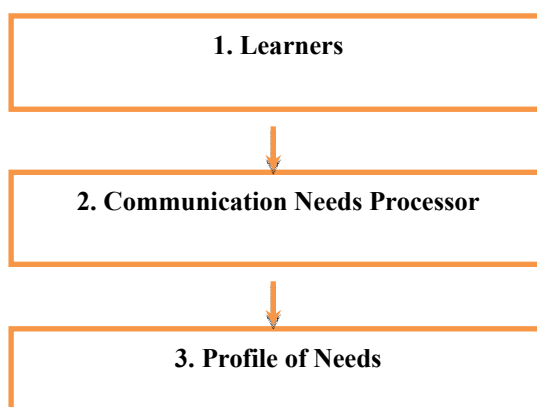 1. Learners
2. Communication Needs Processor
3. Profile of Needs